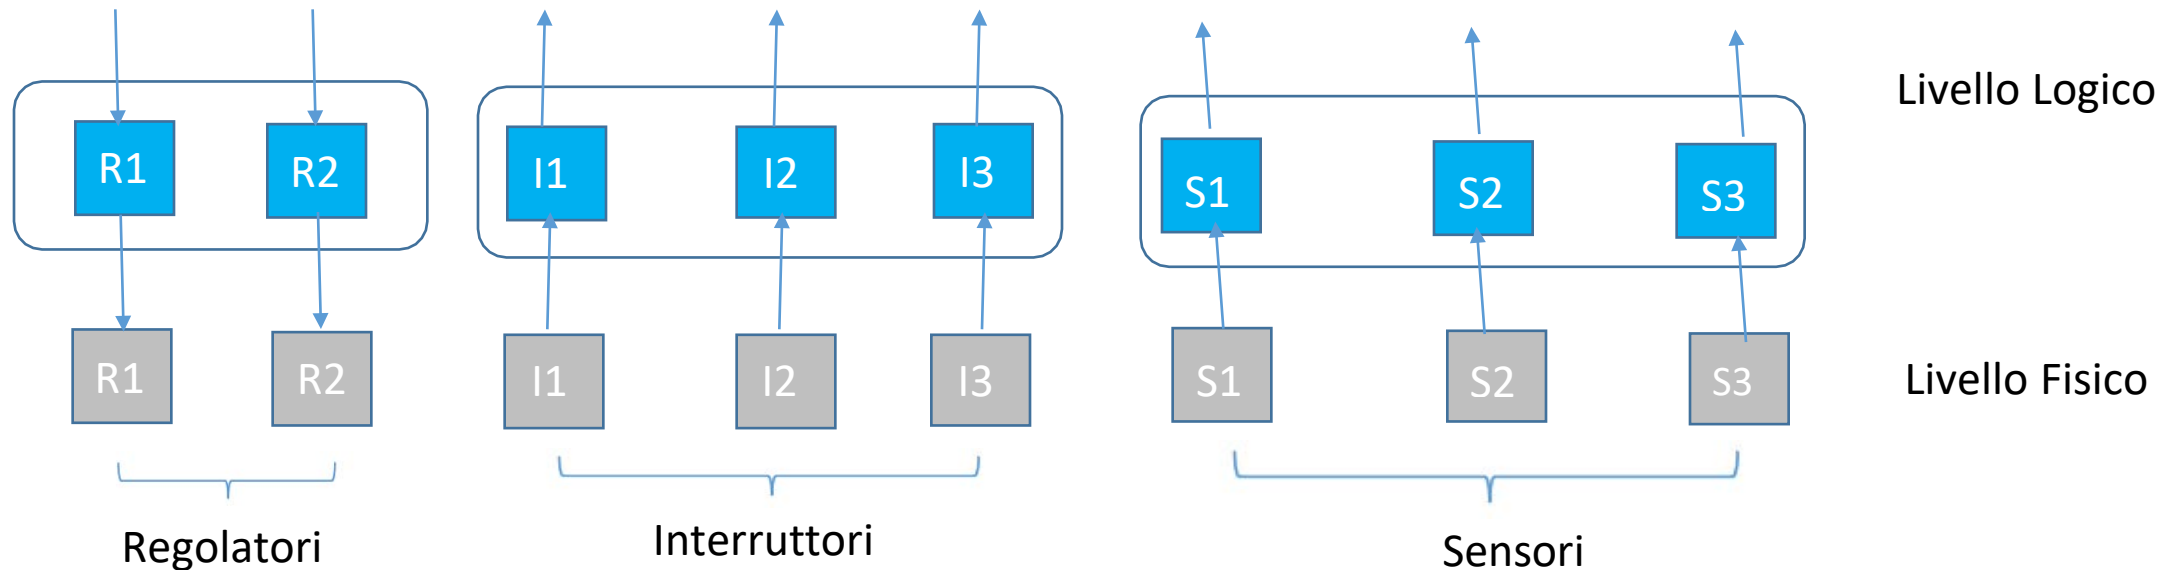 Livello Logico
R1
R2
I1
I2
I3
S1
S2
S3
R1
R2
I1
I2
I3
S1
S2
S3
Livello Fisico
Regolatori
Interruttori
Sensori